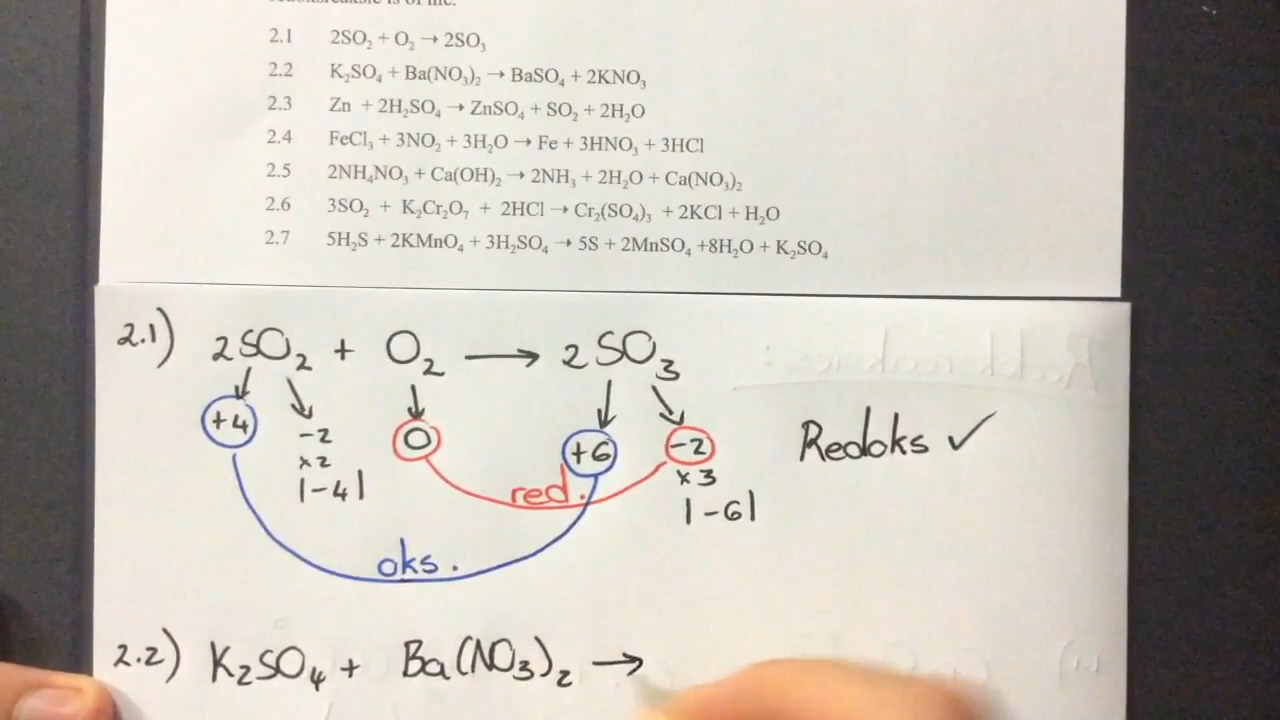 2.1 2SO₂ + O₂ → 2SO₃
2.2 K₂SO₄ + Ba(NO₃)₂ → BaSO₄ + 2KNO₃
2.3 Zn + 2H₂SO₄ → ZnSO₄ + SO₂ + 2H₂O
2.4 FeCl₃ + 3NO₂ + 3H₂O → Fe + 3HNO₃ + 3HCl
2.5 2NH₄NO₃ + Ca(OH)₂ → 2NH₃ + 2H₂O + Ca(NO₃)₂
2.6 3SO₂ + K₂Cr₂O₇ + 2HCl → Cr₂(SO₄)₃ + 2KCl + H₂O
2.7 5H₂S + 2KMnO₄ + 3H₂SO₄ → 5S + 2MnSO₄ +8H₂O + K₂SO₄
2.1) 2SO₂ + O₂ → 2SO₃
+4 -2 0 +6 -2 Redoks ✓
x2 x3
|-4| red. |-6|
oks.
2.2) K₂SO₄ + Ba(NO₃)₂ →